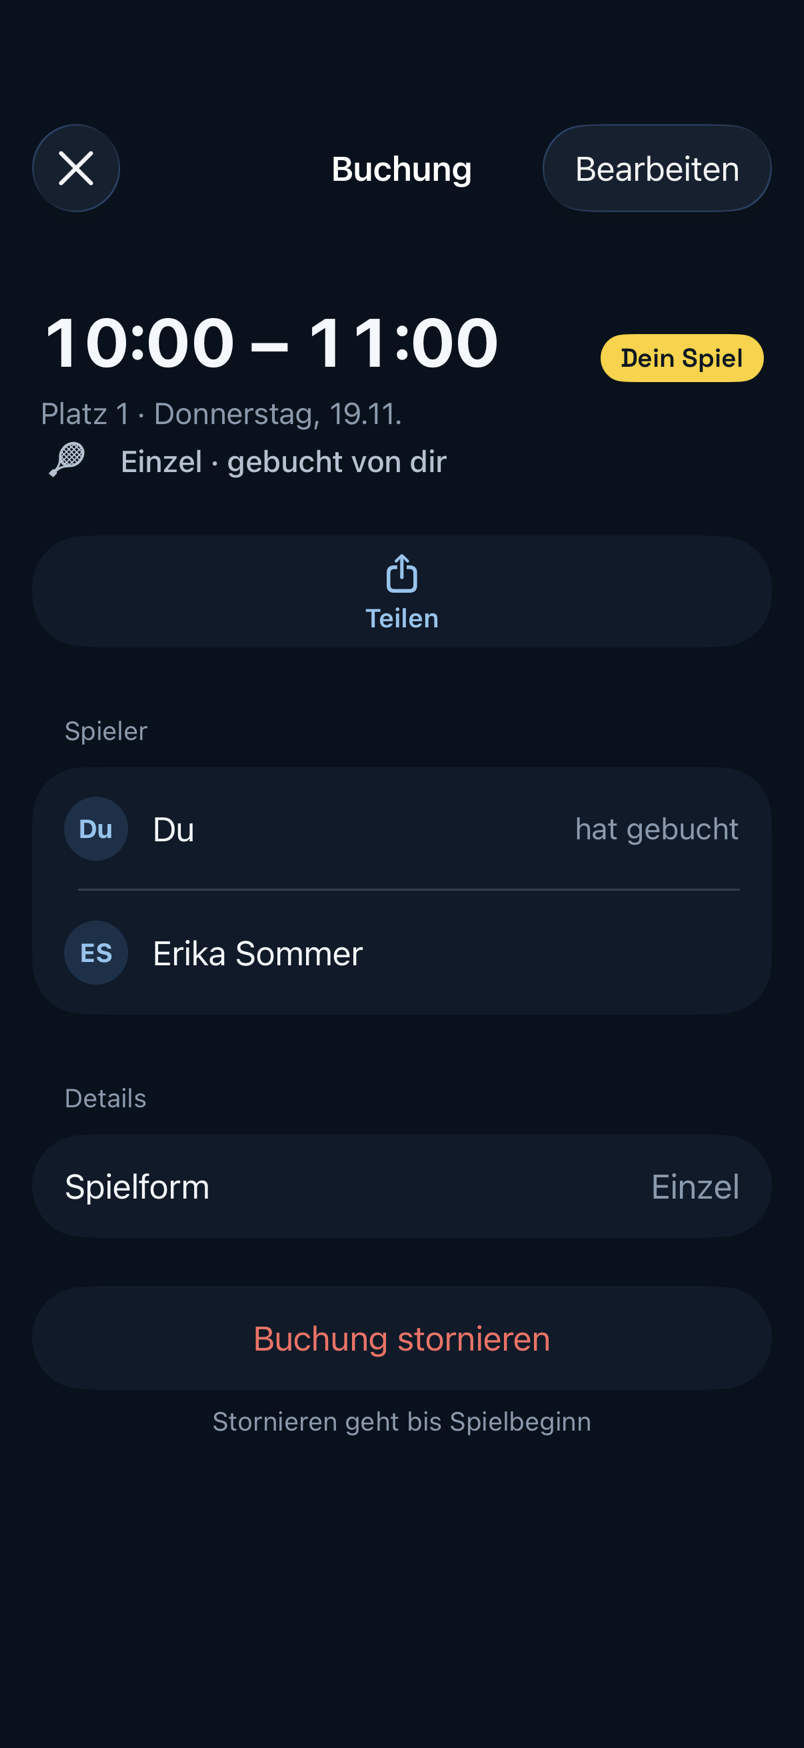 Buchung
Bearbeiten
10:00 – 11:00
Dein Spiel
Platz 1 · Donnerstag, 19.11.
Einzel · gebucht von dir
Teilen
Spieler
Du Du hat gebucht
ES Erika Sommer
Details
Spielform Einzel
Buchung stornieren
Stornieren geht bis Spielbeginn